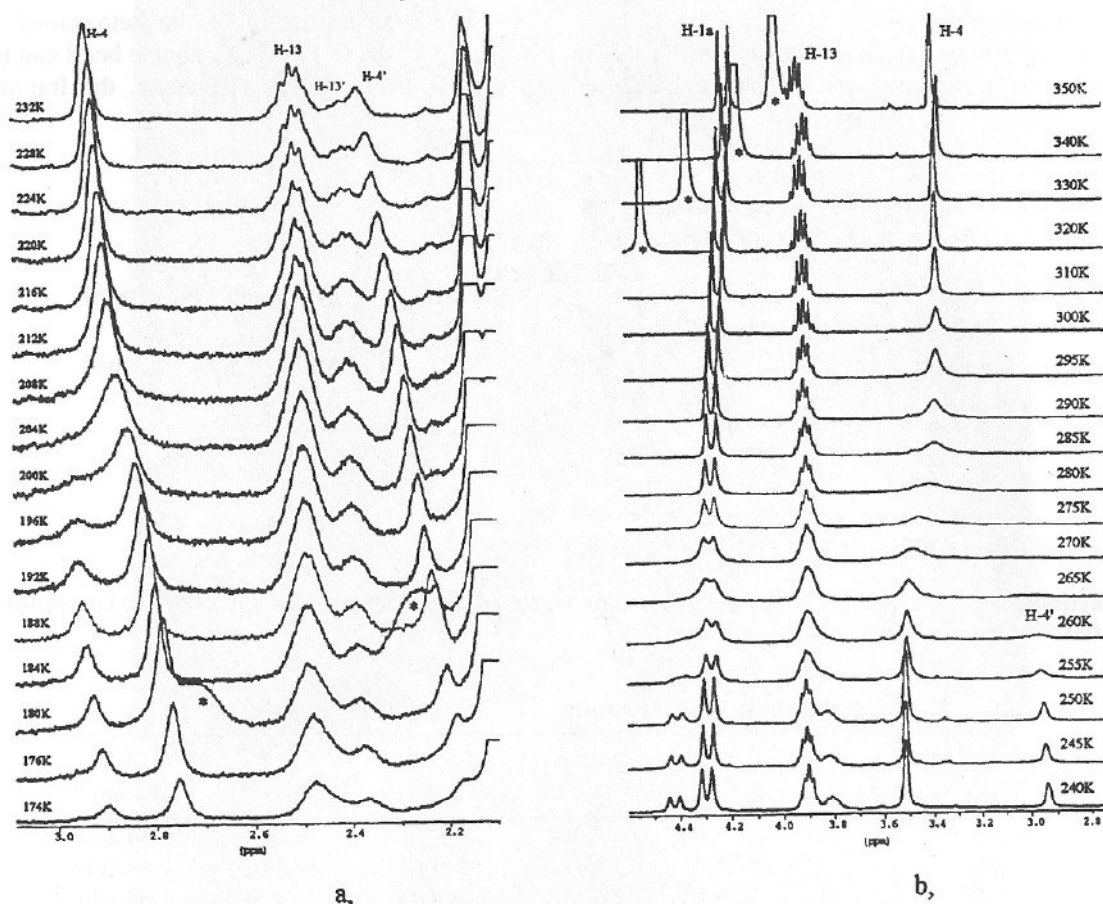 H-4
H-13
H-13'
H-4'
232K
228K
224K
220K
216K
212K
208K
204K
200K
196K
192K
188K
184K
180K
176K
174K
*
*
3.0 2.8 2.6 2.4 2.2
(ppm)
a,
H-1a
H-13
H-4
350K
340K
330K
320K
310K
300K
295K
290K
285K
280K
275K
270K
265K
260K
255K
250K
245K
240K
H-4'
*
*
*
*
4.4 4.2 4.0 3.8 3.6 3.4 3.2 3.0 2.8
(ppm)
b,